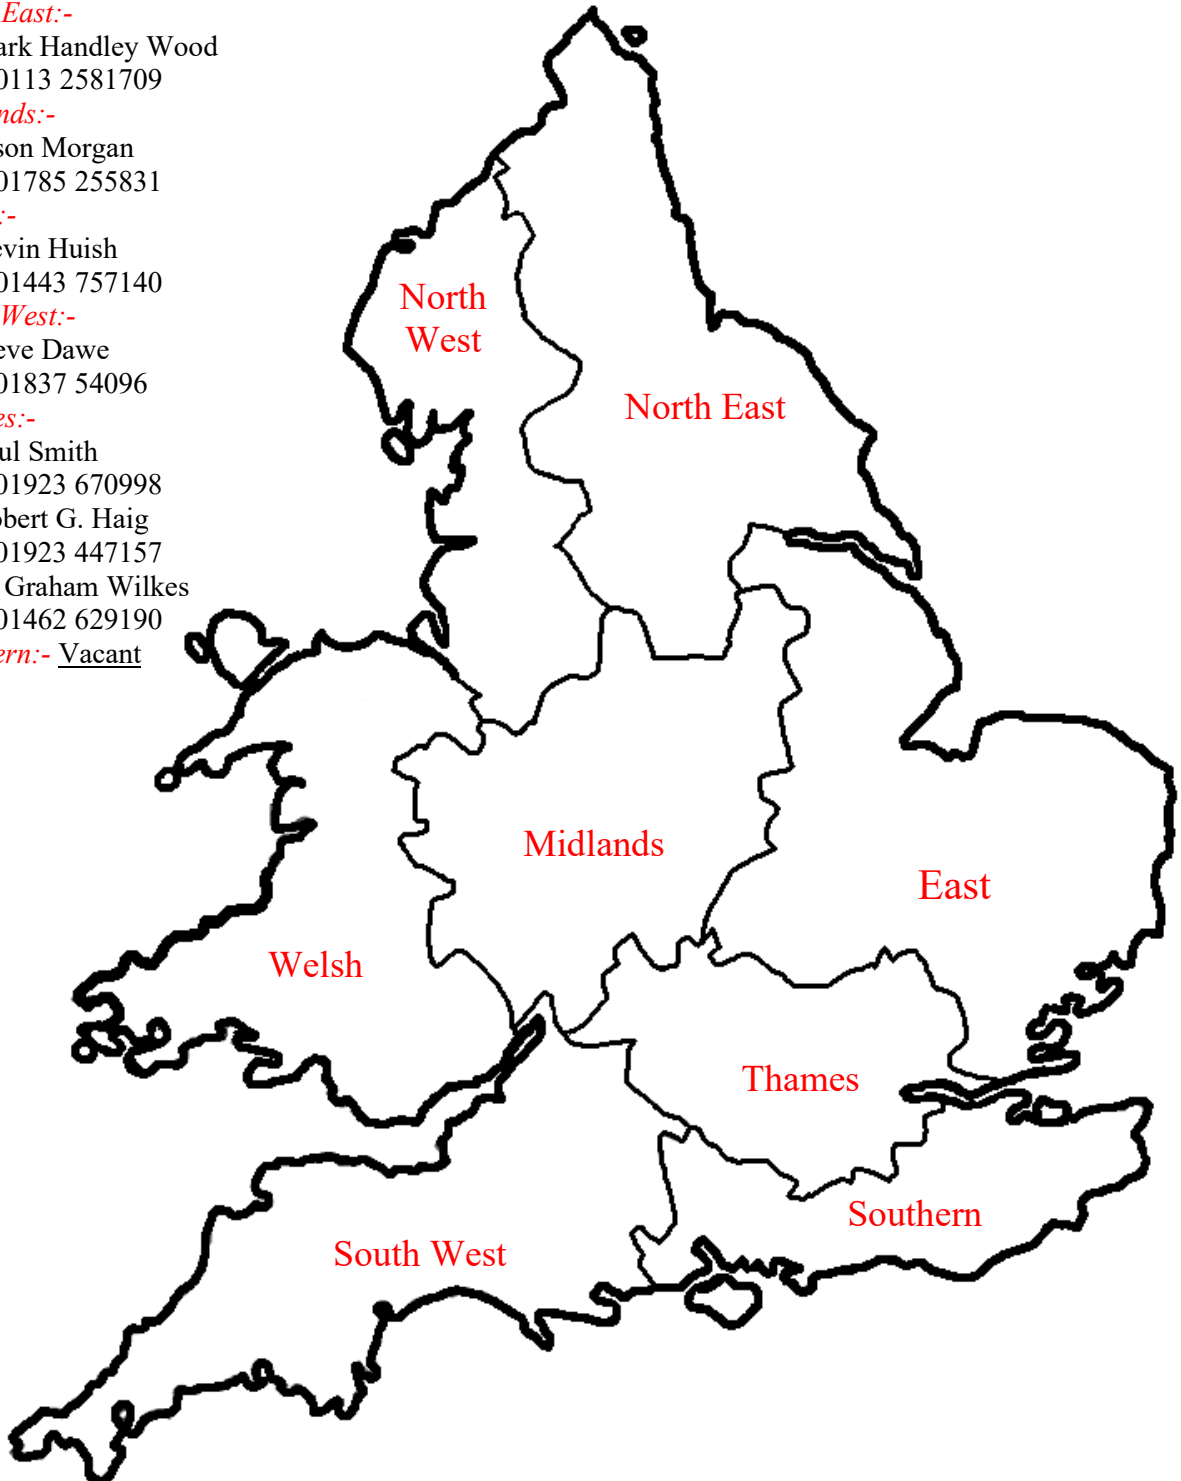 East:-
ark Handley Wood
0113 2581709
nds:-
son Morgan
01785 255831
:-
evin Huish
01443 757140
West:-
eve Dawe
01837 54096
es:-
ul Smith
01923 670998
obert G. Haig
01923 447157
Graham Wilkes
01462 629190
ern:- Vacant
North
West
North East
Midlands
East
Welsh
Thames
Southern
South West